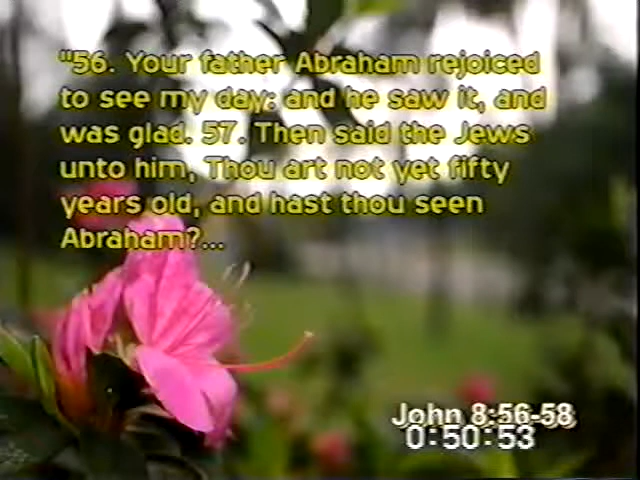 "56. Your father Abraham rejoiced
to see my day: and he saw it, and
was glad. 57. Then said the Jews
unto him, Thou art not yet fifty
years old, and hast thou seen
Abraham?...
John 8:56-58
0:50:53